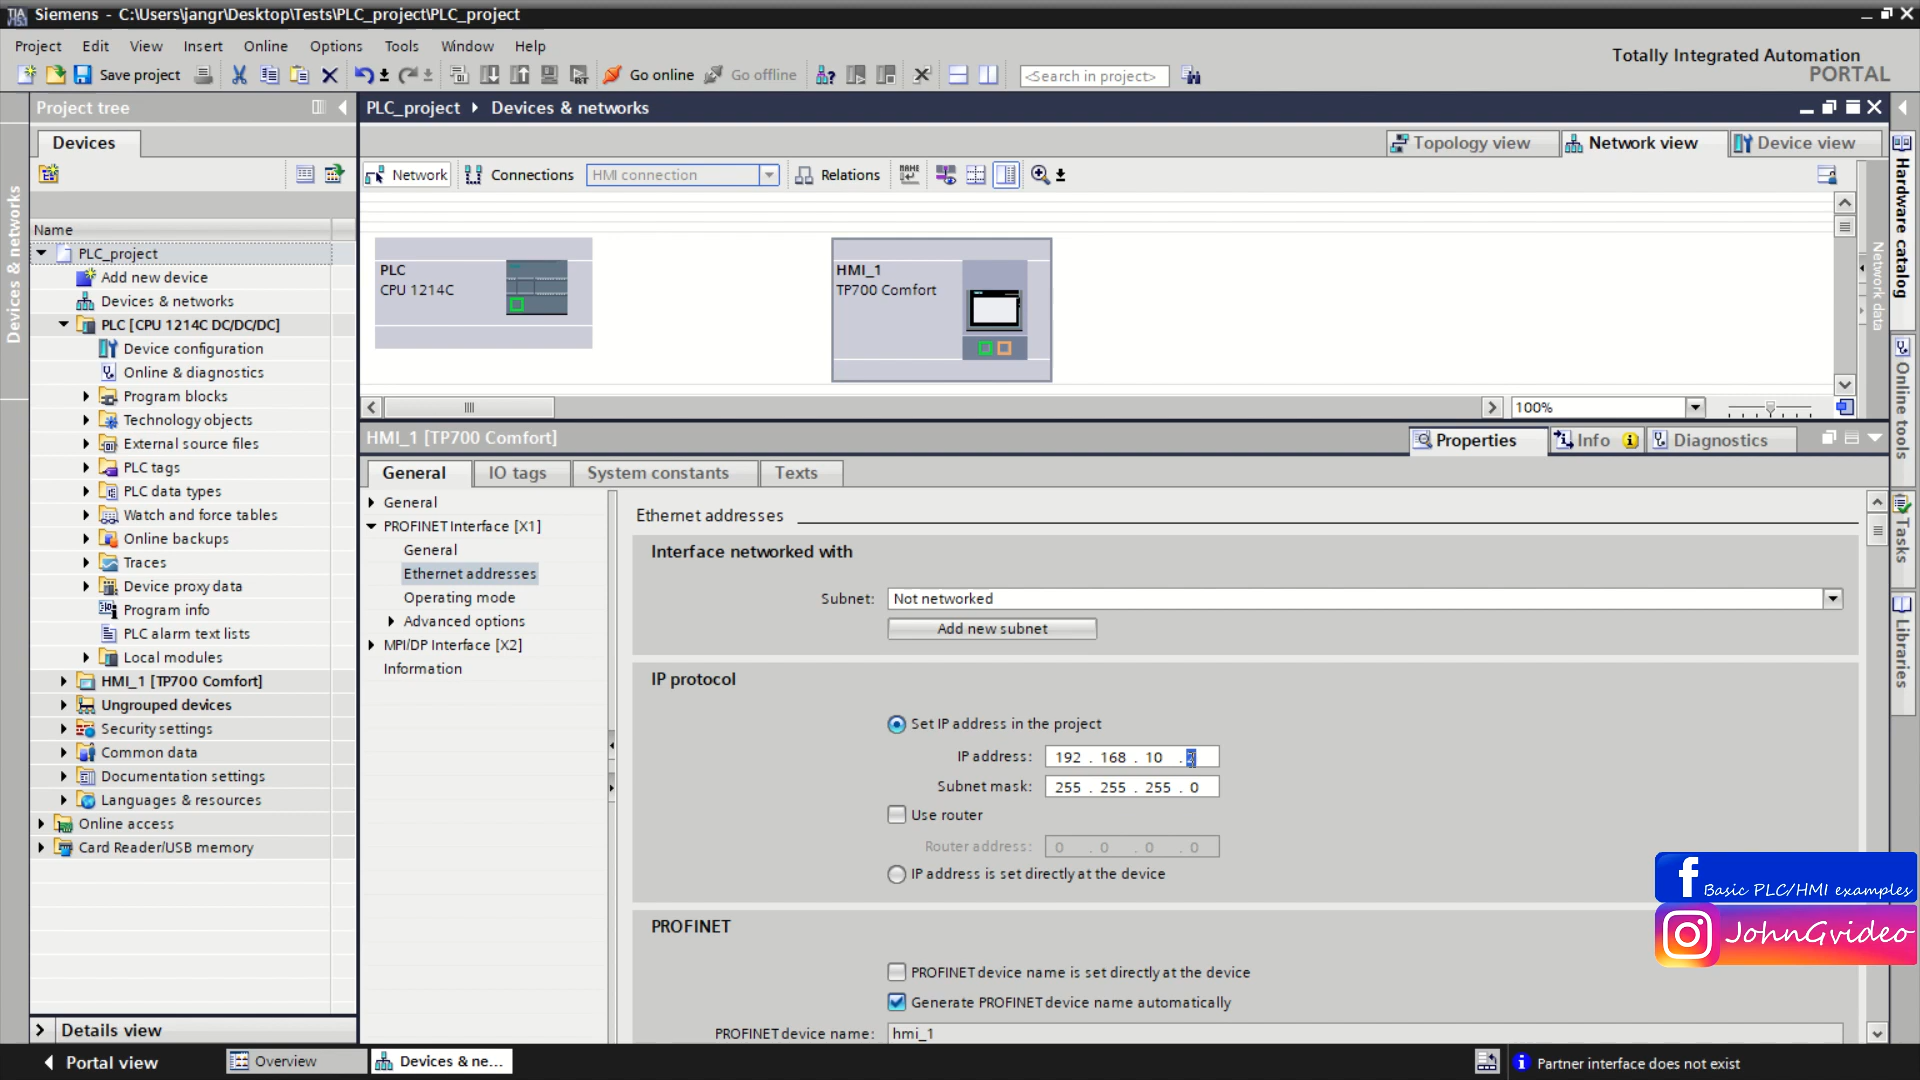 Siemens - C:\Users\jangr\Desktop\Tests\PLC_project\PLC_project
Project Edit View Insert Online Options Tools Window Help
Totally Integrated Automation
PORTAL
Save project Go online Go offline <Search in project>
Project tree
PLC_project Devices & networks
Devices
Topology view Network view Device view
Network Connections HMI connection Relations
Devices & networks
Name
PLC_project
Add new device
Devices & networks
PLC [CPU 1214C DC/DC/DC]
Device configuration
Online & diagnostics
Program blocks
Technology objects
External source files
PLC tags
PLC data types
Watch and force tables
Online backups
Traces
Device proxy data
Program info
PLC alarm text lists
Local modules
HMI_1 [TP700 Comfort]
Ungrouped devices
Security settings
Common data
Documentation settings
Languages & resources
Online access
Card Reader/USB memory
Details view
PLC
CPU 1214C
HMI_1
TP700 Comfort
Network data
Hardware catalog
Online tools
Tasks
Libraries
100%
HMI_1 [TP700 Comfort]
Properties Info Diagnostics
General IO tags System constants Texts
General
PROFINET Interface [X1]
General
Ethernet addresses
Operating mode
Advanced options
MPI/DP Interface [X2]
Information
Ethernet addresses
Interface networked with
Subnet: Not networked
Add new subnet
IP protocol
Set IP address in the project
IP address: 192 . 168 . 10 .
Subnet mask: 255 . 255 . 255 . 0
Use router
Router address: 0 . 0 . 0 . 0
IP address is set directly at the device
PROFINET
PROFINET device name is set directly at the device
Generate PROFINET device name automatically
PROFINET device name: hmi_1
Basic PLC/HMI examples
JohnGvideo
Portal view Overview Devices & ne... Partner interface does not exist